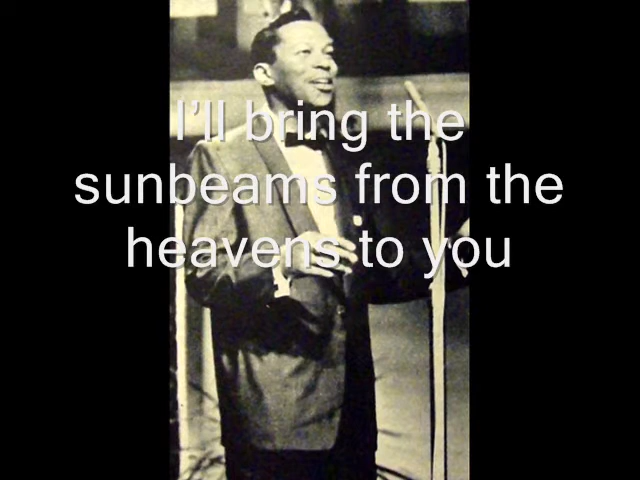 I'll bring the
sunbeams from the
heavens to you